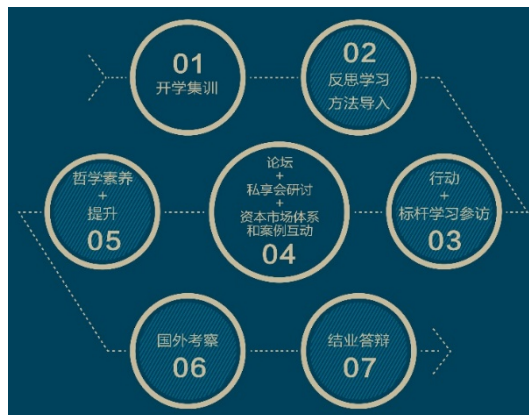 01
开学集训
02
反思学习
方法导入
行动
+
标杆学习参访
03
论坛
+
私享会研讨
+
资本市场体系
和案例互动
04
哲学素养
+
提升
05
国外考察
06
结业答辩
07